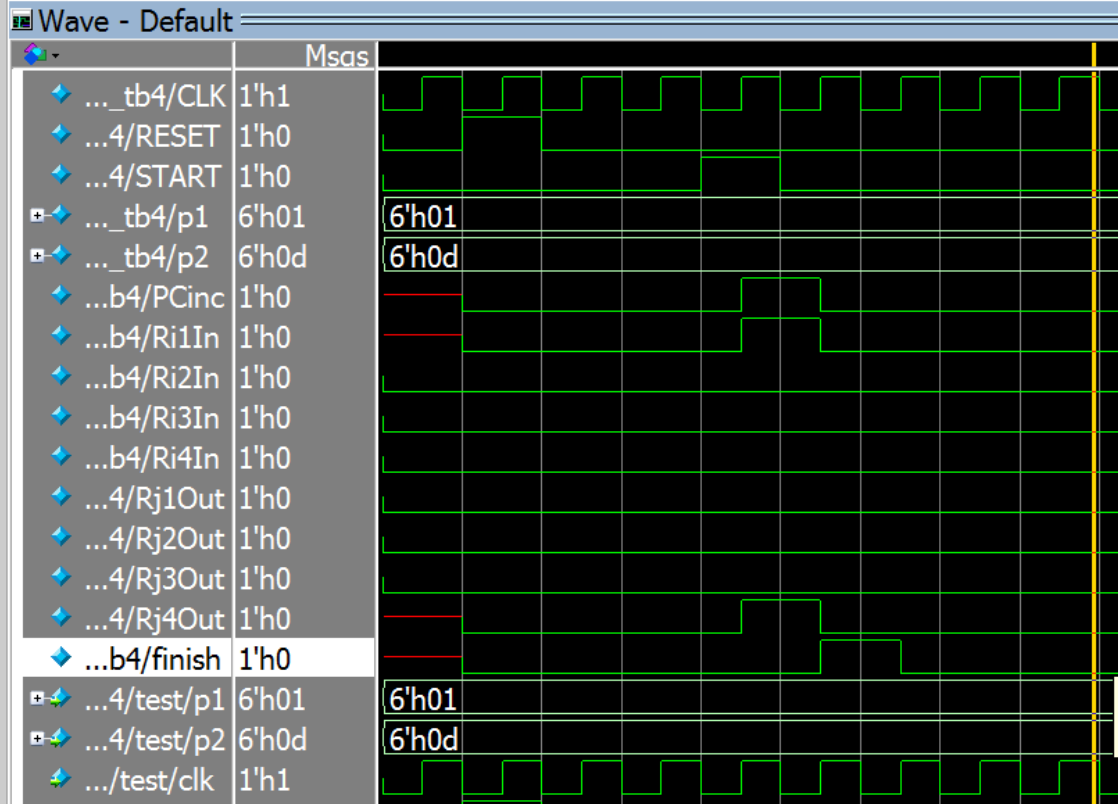 Wave - Default
Msgs
..._tb4/CLK 1'h1
...4/RESET 1'h0
...4/START 1'h0
..._tb4/p1 6'h01 6'h01
..._tb4/p2 6'h0d 6'h0d
...b4/PCinc 1'h0
...b4/Ri1In 1'h0
...b4/Ri2In 1'h0
...b4/Ri3In 1'h0
...b4/Ri4In 1'h0
...4/Rj1Out 1'h0
...4/Rj2Out 1'h0
...4/Rj3Out 1'h0
...4/Rj4Out 1'h0
...b4/finish 1'h0
...4/test/p1 6'h01 6'h01
...4/test/p2 6'h0d 6'h0d
.../test/clk 1'h1